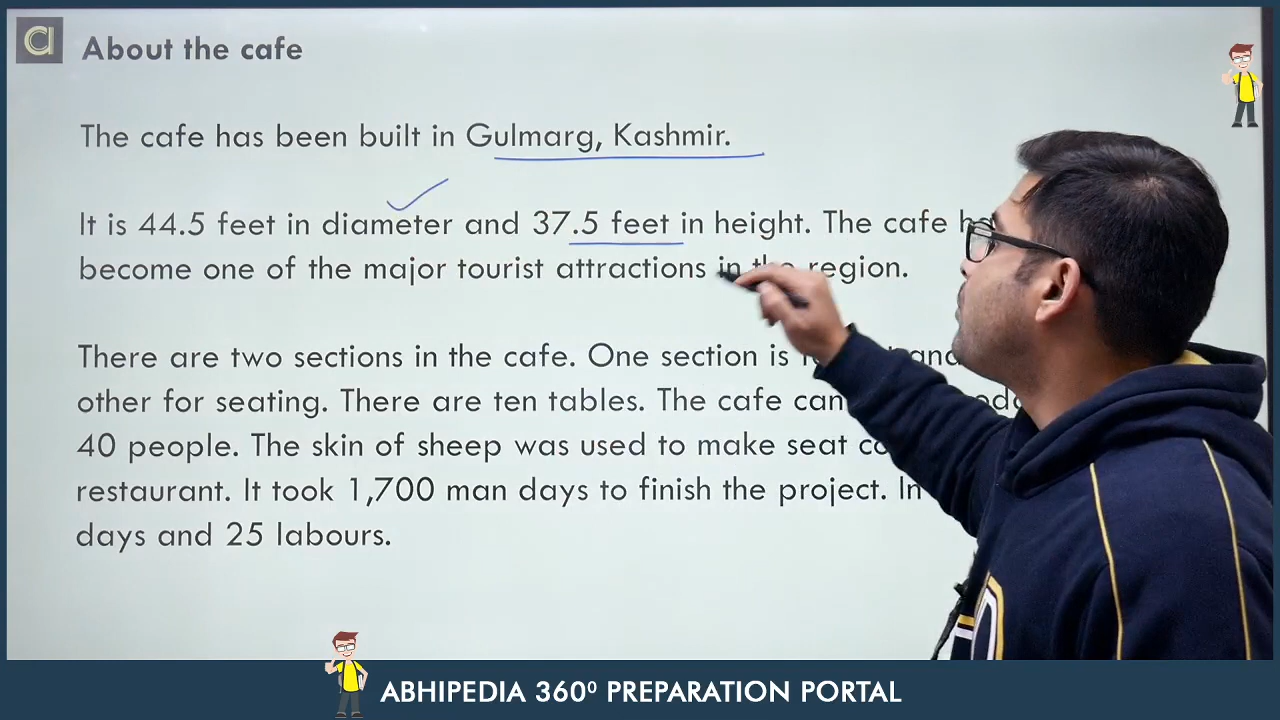 a About the cafe
The cafe has been built in Gulmarg, Kashmir.
It is 44.5 feet in diameter and 37.5 feet in height. The cafe
become one of the major tourist attractions in the region.
There are two sections in the cafe. One section is
other for seating. There are ten tables. The cafe can
40 people. The skin of sheep was used to make seat
restaurant. It took 1,700 man days to finish the project. In
days and 25 labours.
ABHIPEDIA 360⁰ PREPARATION PORTAL